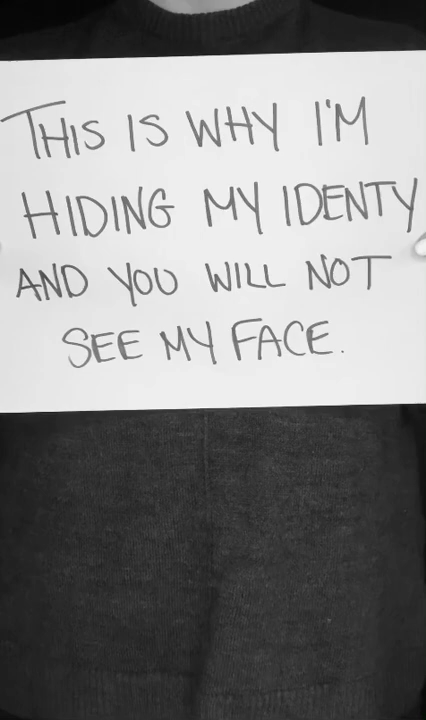 THIS IS WHY I'M
HIDING MY IDENTY
AND YOU WILL NOT
SEE MY FACE.